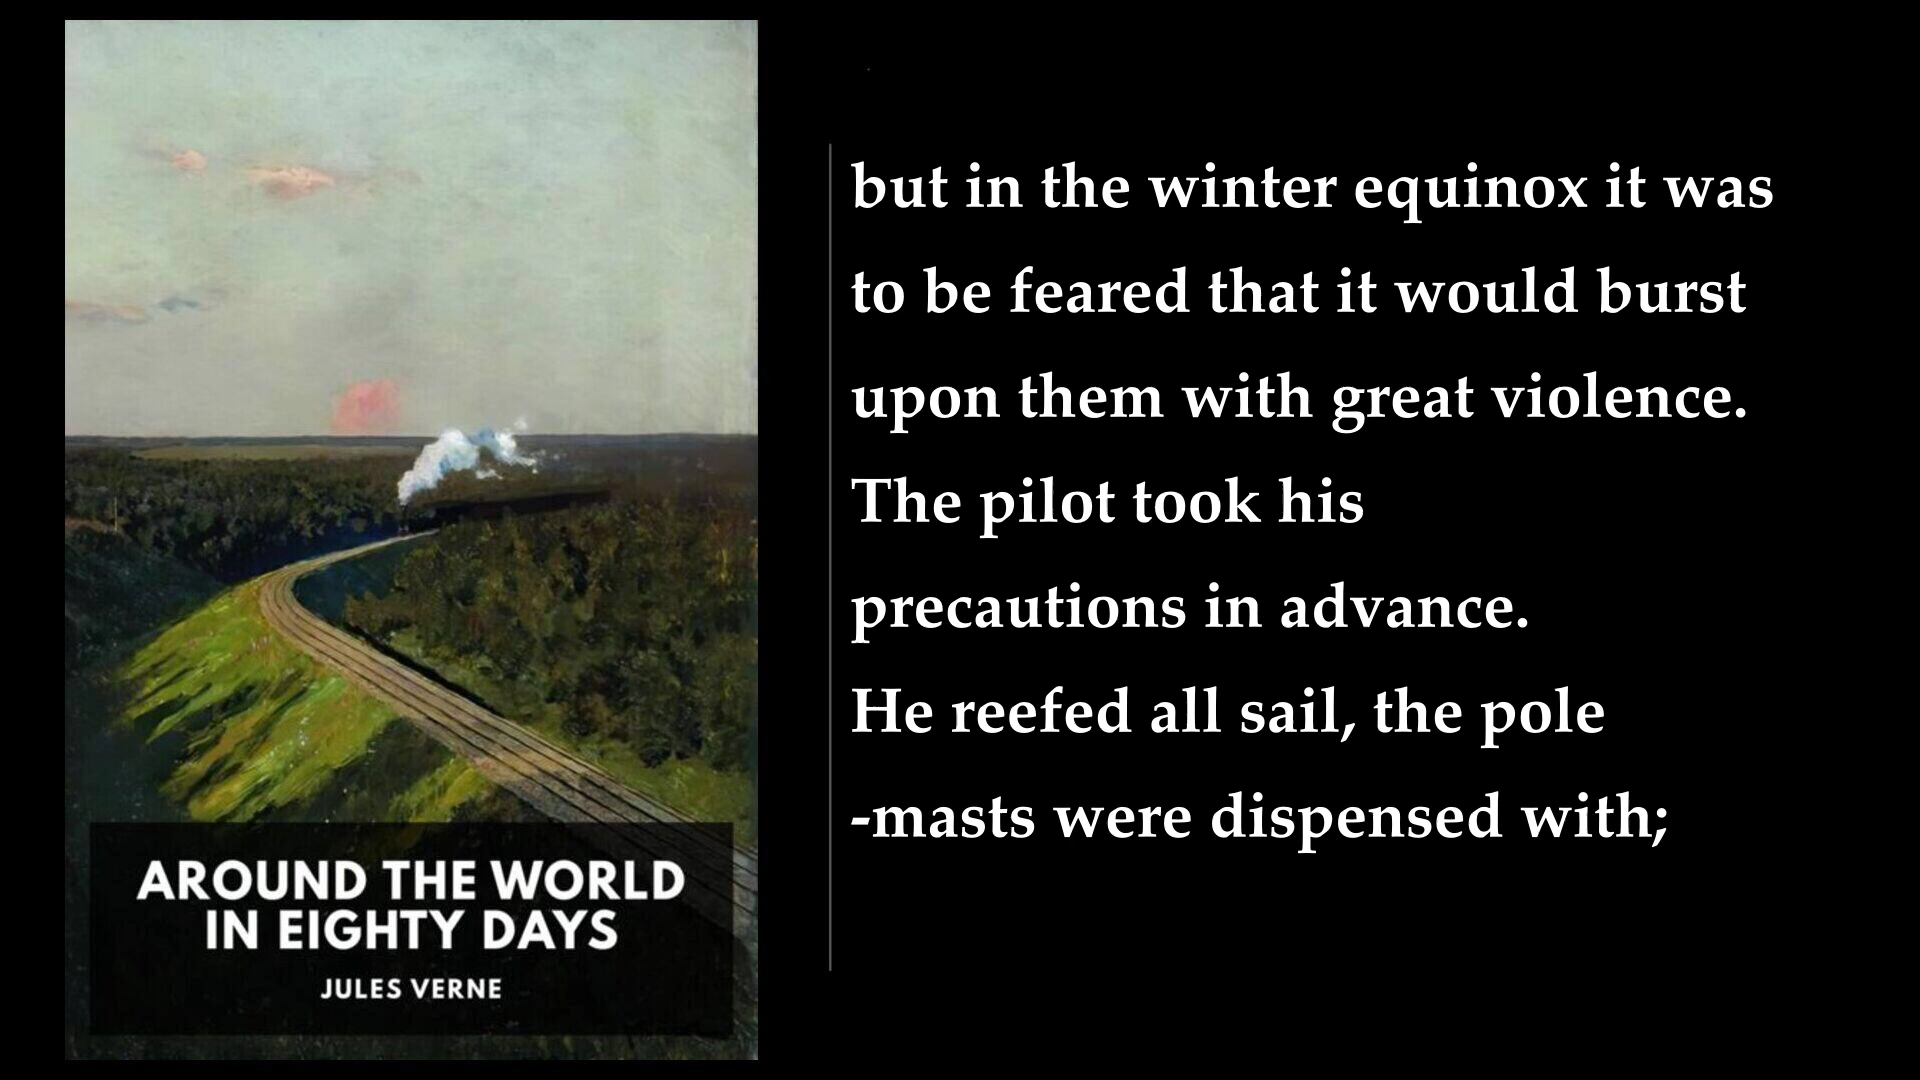 AROUND THE WORLD
IN EIGHTY DAYS
JULES VERNE
but in the winter equinox it was
to be feared that it would burst
upon them with great violence.
The pilot took his
precautions in advance.
He reefed all sail, the pole
-masts were dispensed with;